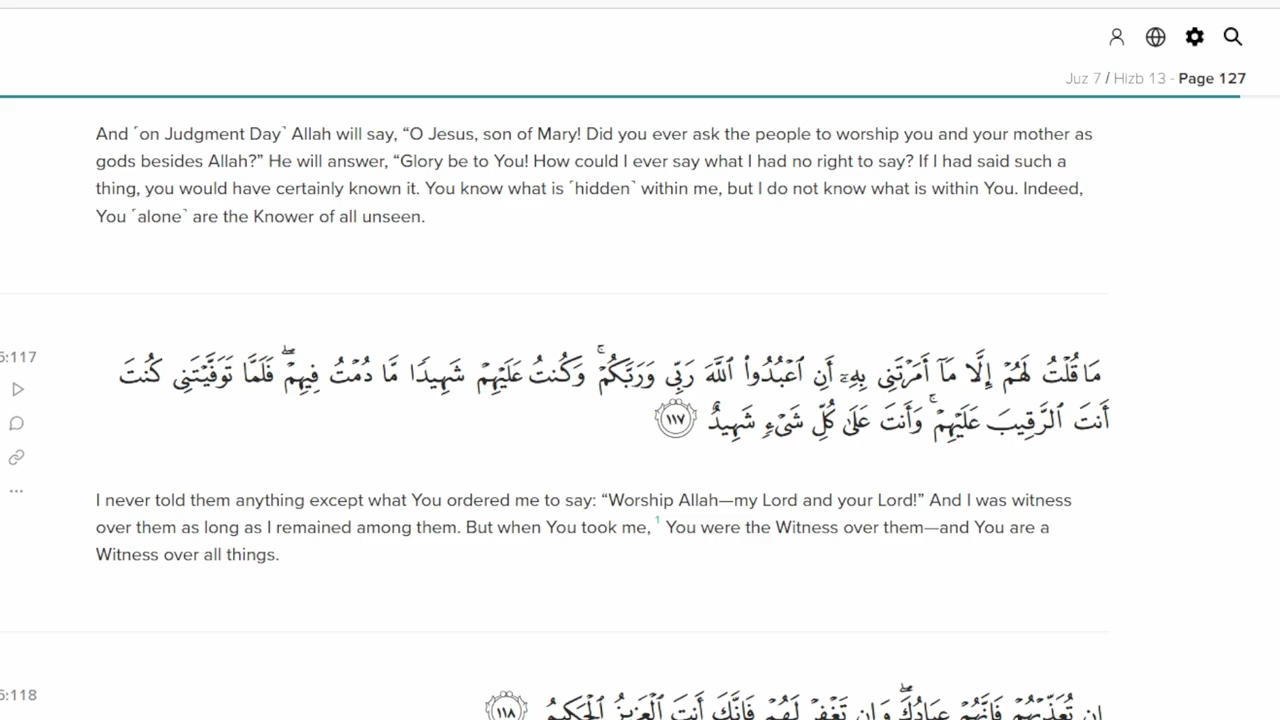 Juz 7 / Hizb 13 - Page 127
And ˹on Judgment Day˺ Allah will say, “O Jesus, son of Mary! Did you ever ask the people to worship you and your mother as
gods besides Allah?” He will answer, “Glory be to You! How could I ever say what I had no right to say? If I had said such a
thing, you would have certainly known it. You know what is ˹hidden˺ within me, but I do not know what is within You. Indeed,
You ˹alone˺ are the Knower of all unseen.
5:117
مَا قُلْتُ لَهُمْ إِلَّا مَآ أَمَرْتَنِى بِهِۦٓ أَنِ ٱعْبُدُوا۟ ٱللَّهَ رَبِّى وَرَبَّكُمْ ۚ وَكُنتُ عَلَيْهِمْ شَهِيدًا مَّا دُمْتُ فِيهِمْ ۖ فَلَمَّا تَوَفَّيْتَنِى كُنتَ
أَنتَ ٱلرَّقِيبَ عَلَيْهِمْ ۚ وَأَنتَ عَلَىٰ كُلِّ شَىْءٍ شَهِيدٌ ١١٧
I never told them anything except what You ordered me to say: “Worship Allah—my Lord and your Lord!” And I was witness
over them as long as I remained among them. But when You took me, 1 You were the Witness over them—and You are a
Witness over all things.
5:118
إِن تُعَذِّبْهُمْ فَإِنَّهُمْ عِبَادُكَ ۖ وَإِن تَغْفِرْ لَهُمْ فَإِنَّكَ أَنتَ ٱلْعَزِيزُ ٱلْحَكِيمُ ١١٨